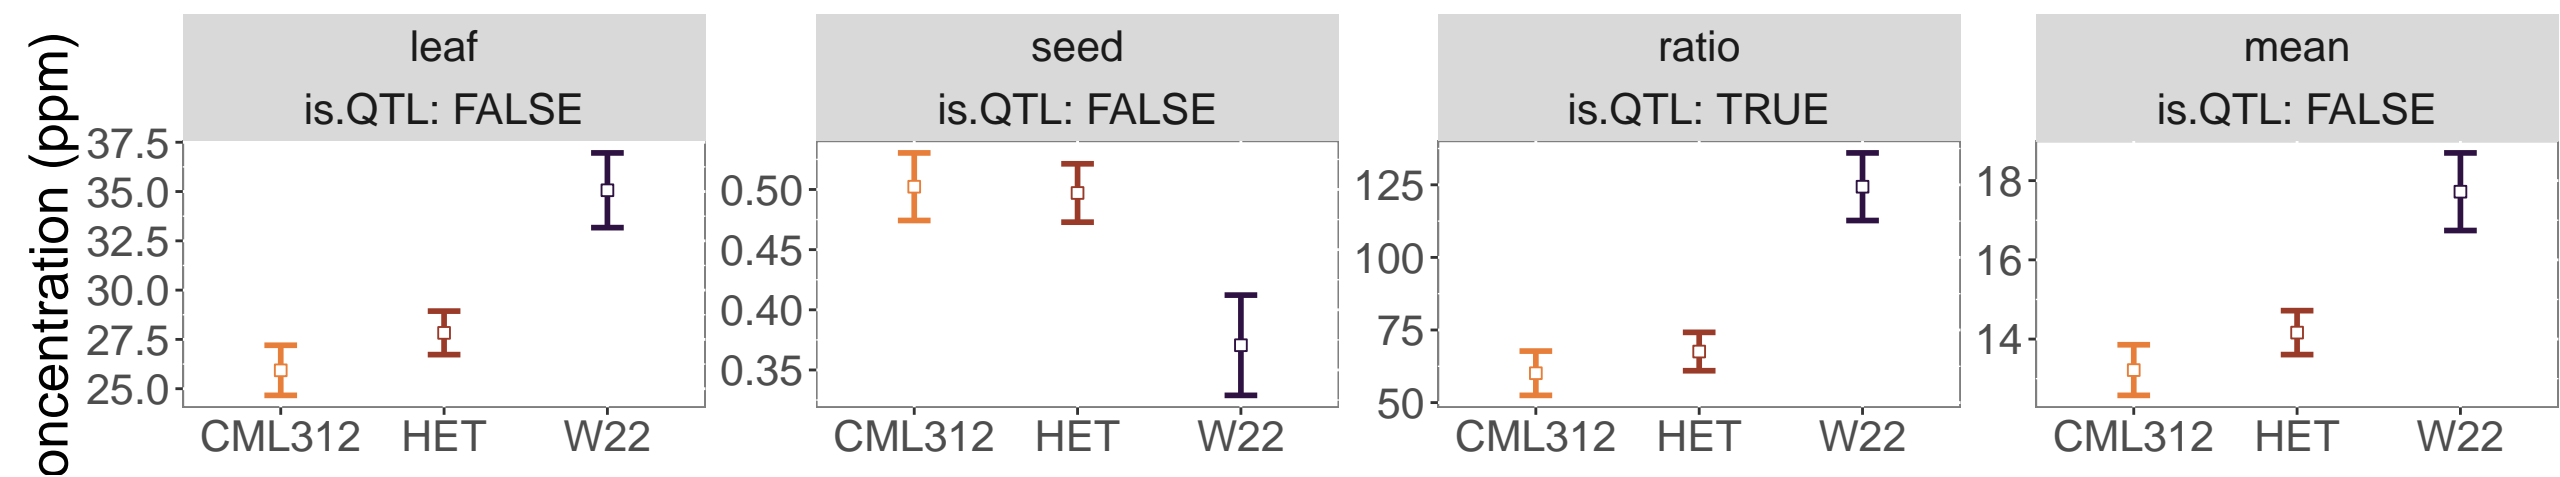 oncentration (ppm)
leaf
is.QTL: FALSE
37.5
35.0
32.5
30.0
27.5
25.0
CML312 HET W22
seed
is.QTL: FALSE
0.50
0.45
0.40
0.35
CML312 HET W22
ratio
is.QTL: TRUE
125
100
75
50
CML312 HET W22
mean
is.QTL: FALSE
18
16
14
CML312 HET W22